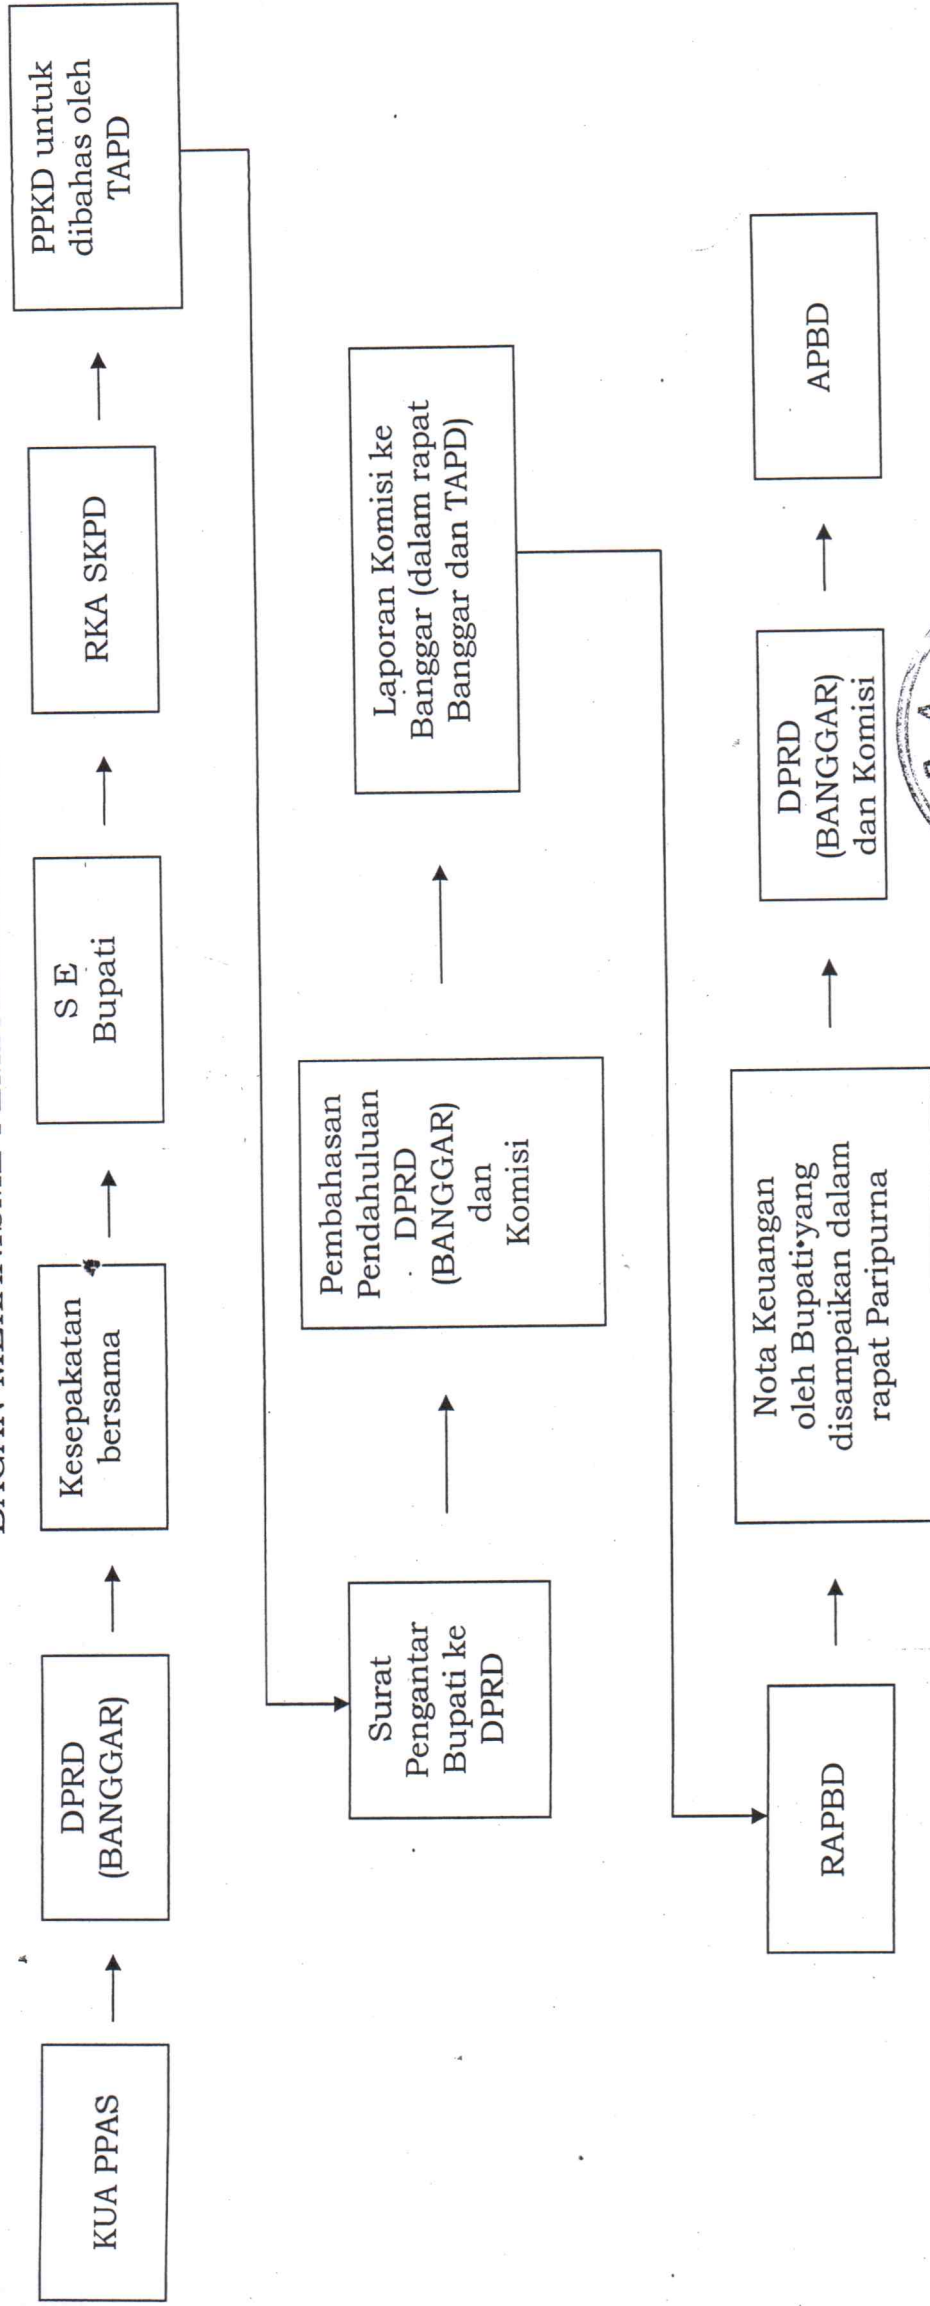 KUA PPAS
DPRD
(BANGGAR)
Kesepakatan
bersama
S E
Bupati
RKA SKPD
PPKD untuk
dibahas oleh
TAPD
Surat
Pengantar
Bupati ke
DPRD
Pembahasan
Pendahuluan
DPRD
(BANGGAR)
dan
Komisi
Laporan Komisi ke
Banggar (dalam rapat
Banggar dan TAPD)
RAPBD
Nota Keuangan
oleh Bupati yang
disampaikan dalam
rapat Paripurna
DPRD
(BANGGAR)
dan Komisi
APBD